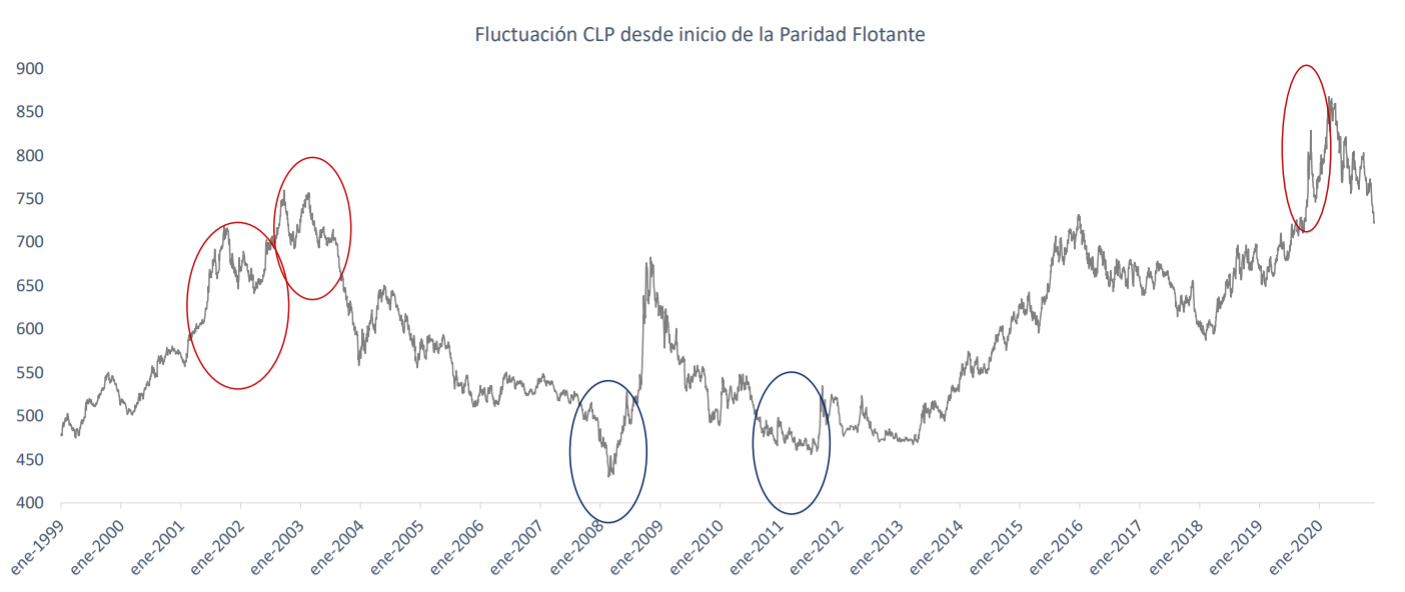 Fluctuación CLP desde inicio de la Paridad Flotante
900
850
800
750
700
650
600
550
500
450
400
ene-1999
ene-2000
ene-2001
ene-2002
ene-2003
ene-2004
ene-2005
ene-2006
ene-2007
ene-2008
ene-2009
ene-2010
ene-2011
ene-2012
ene-2013
ene-2014
ene-2015
ene-2016
ene-2017
ene-2018
ene-2019
ene-2020